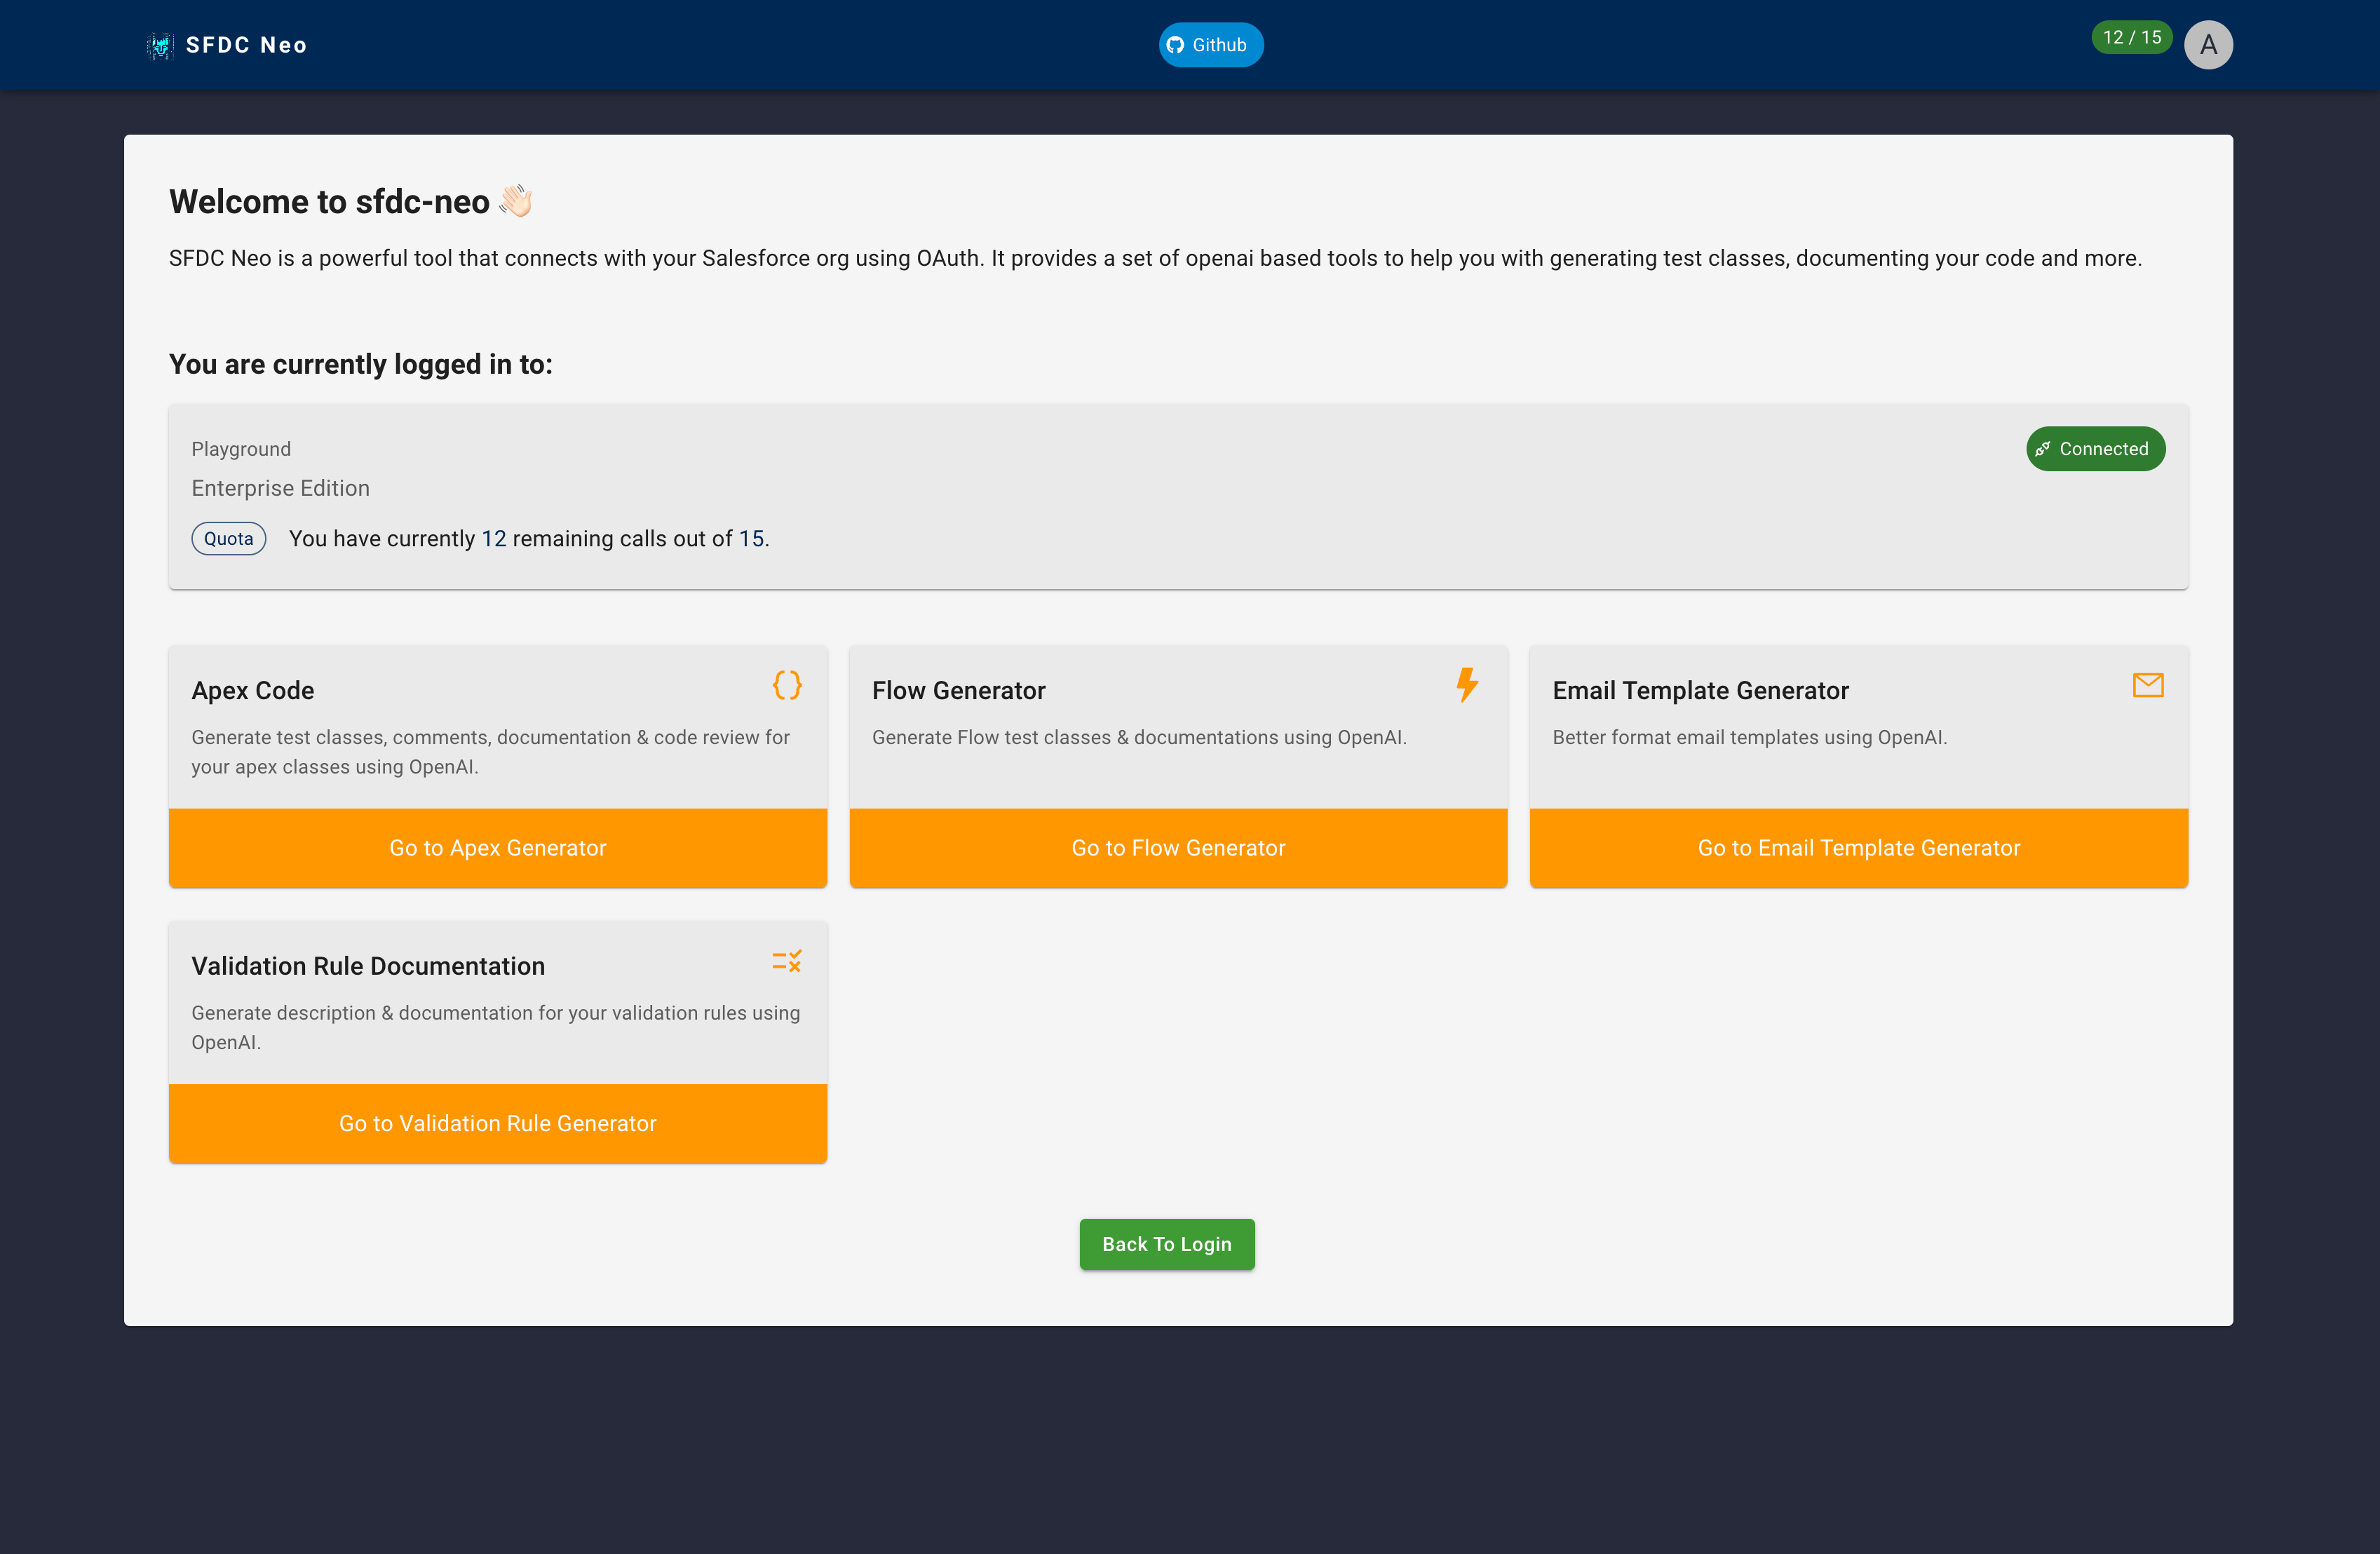 SFDC Neo
Github
12 / 15
A
Welcome to sfdc-neo 👋🏻
SFDC Neo is a powerful tool that connects with your Salesforce org using OAuth. It provides a set of openai based tools to help you with generating test classes, documenting your code and more.
You are currently logged in to:
Playground
Connected
Enterprise Edition
Quota
You have currently 12 remaining calls out of 15.
Apex Code
Generate test classes, comments, documentation & code review for
your apex classes using OpenAI.
Go to Apex Generator
Flow Generator
Generate Flow test classes & documentations using OpenAI.
Go to Flow Generator
Email Template Generator
Better format email templates using OpenAI.
Go to Email Template Generator
Validation Rule Documentation
Generate description & documentation for your validation rules using
OpenAI.
Go to Validation Rule Generator
Back To Login